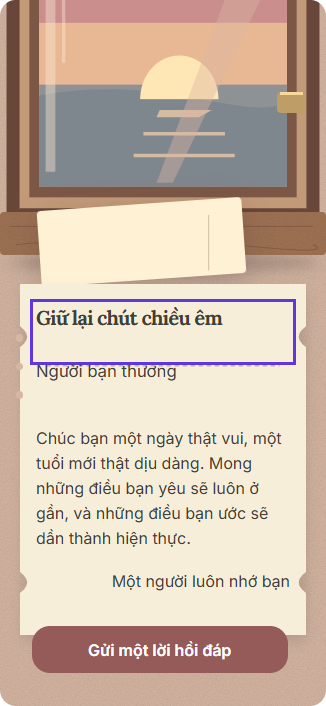 Giữ lại chút chiều êm
Người bạn thương
Chúc bạn một ngày thật vui, một
tuổi mới thật dịu dàng. Mong
những điều bạn yêu sẽ luôn ở
gần, và những điều bạn ước sẽ
dần thành hiện thực.
Một người luôn nhớ bạn
Gửi một lời hồi đáp